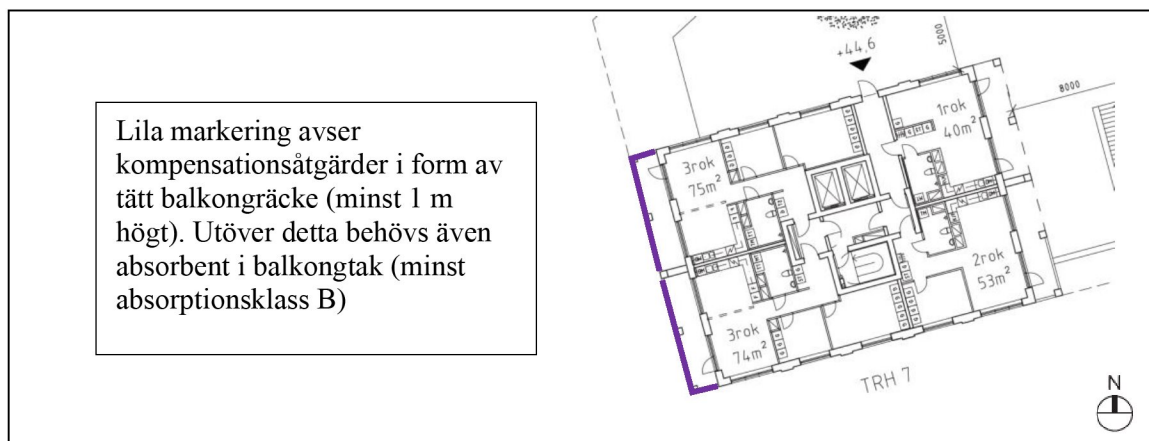 Lila markering avser
kompensationsåtgärder i form av
tätt balkongräcke (minst 1 m
högt). Utöver detta behövs även
absorbent i balkongtak (minst
absorptionsklass B)
+44,6
5000
8000
1rok
40m²
3rok
75m²
2rok
53m²
3rok
74m²
TRH 7
N